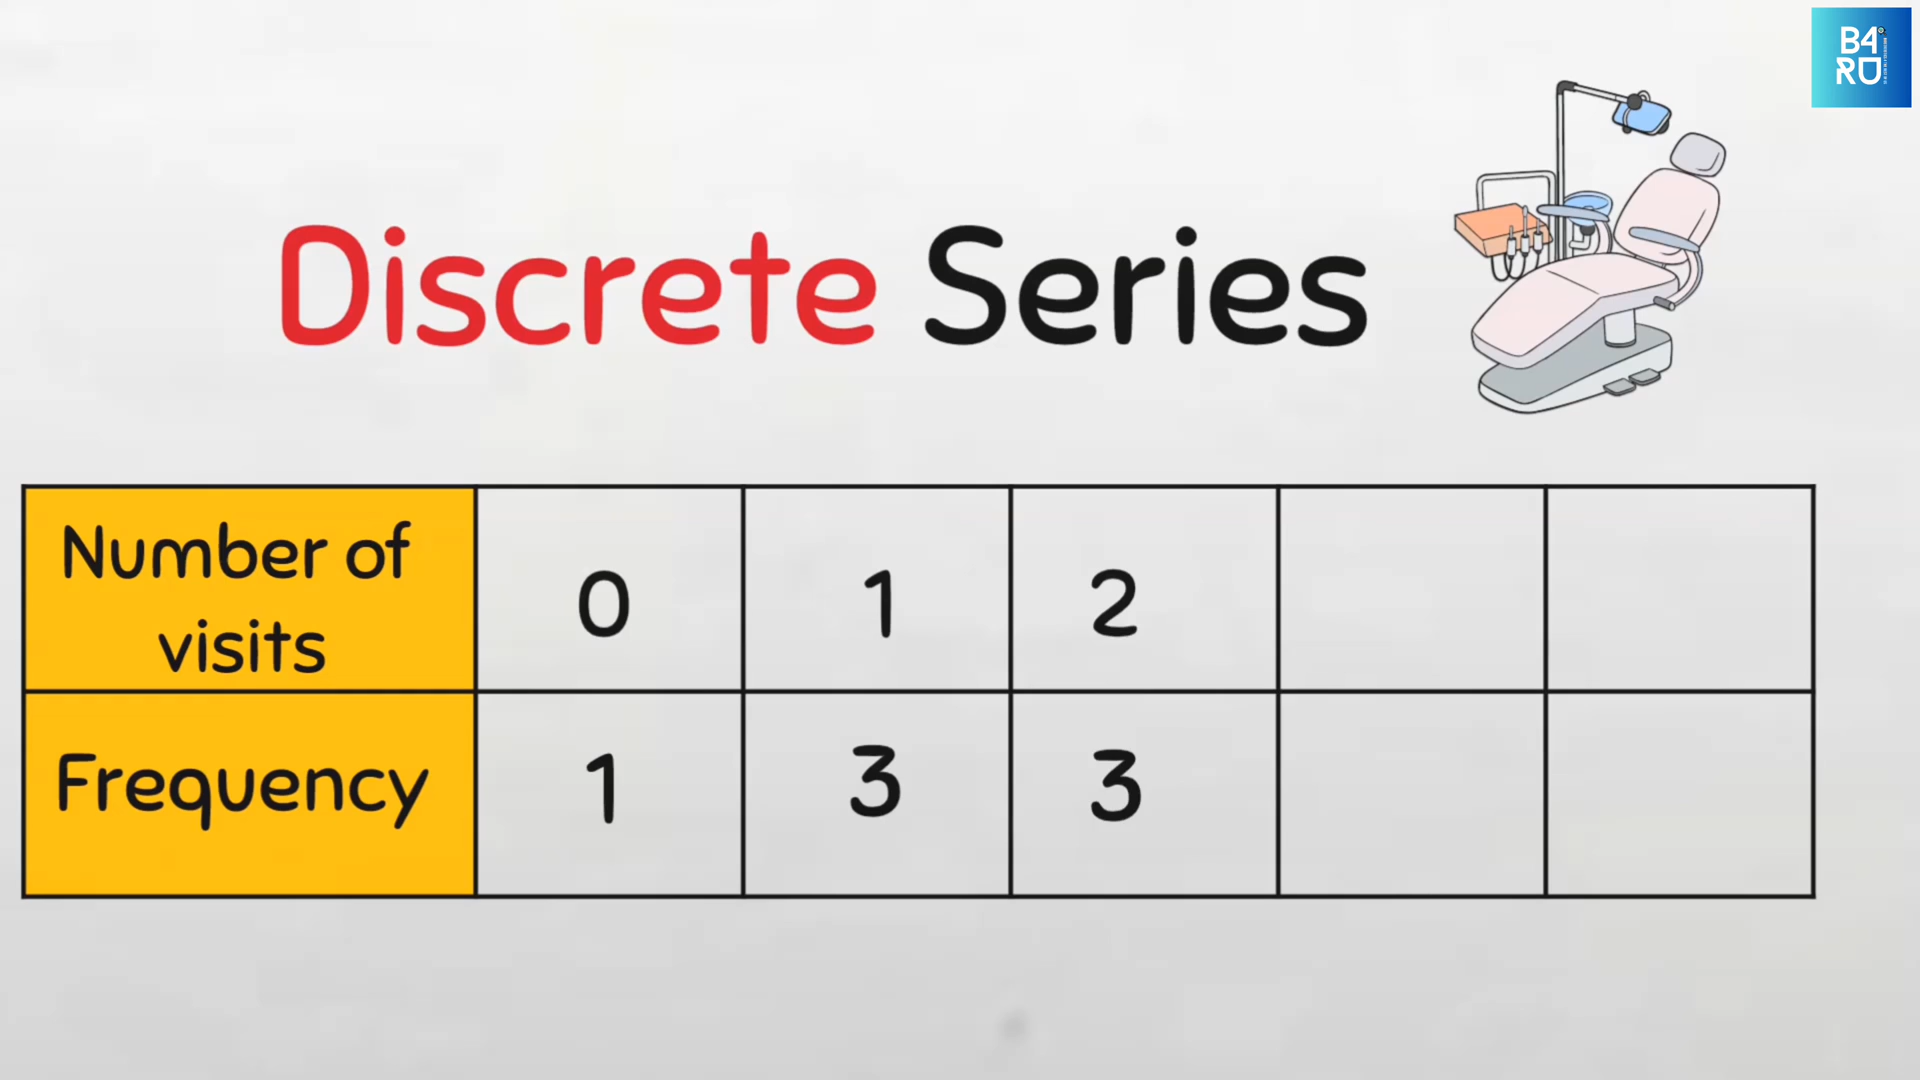 B4
RU
Discrete Series
Number of visits 0 1 2
Frequency 1 3 3